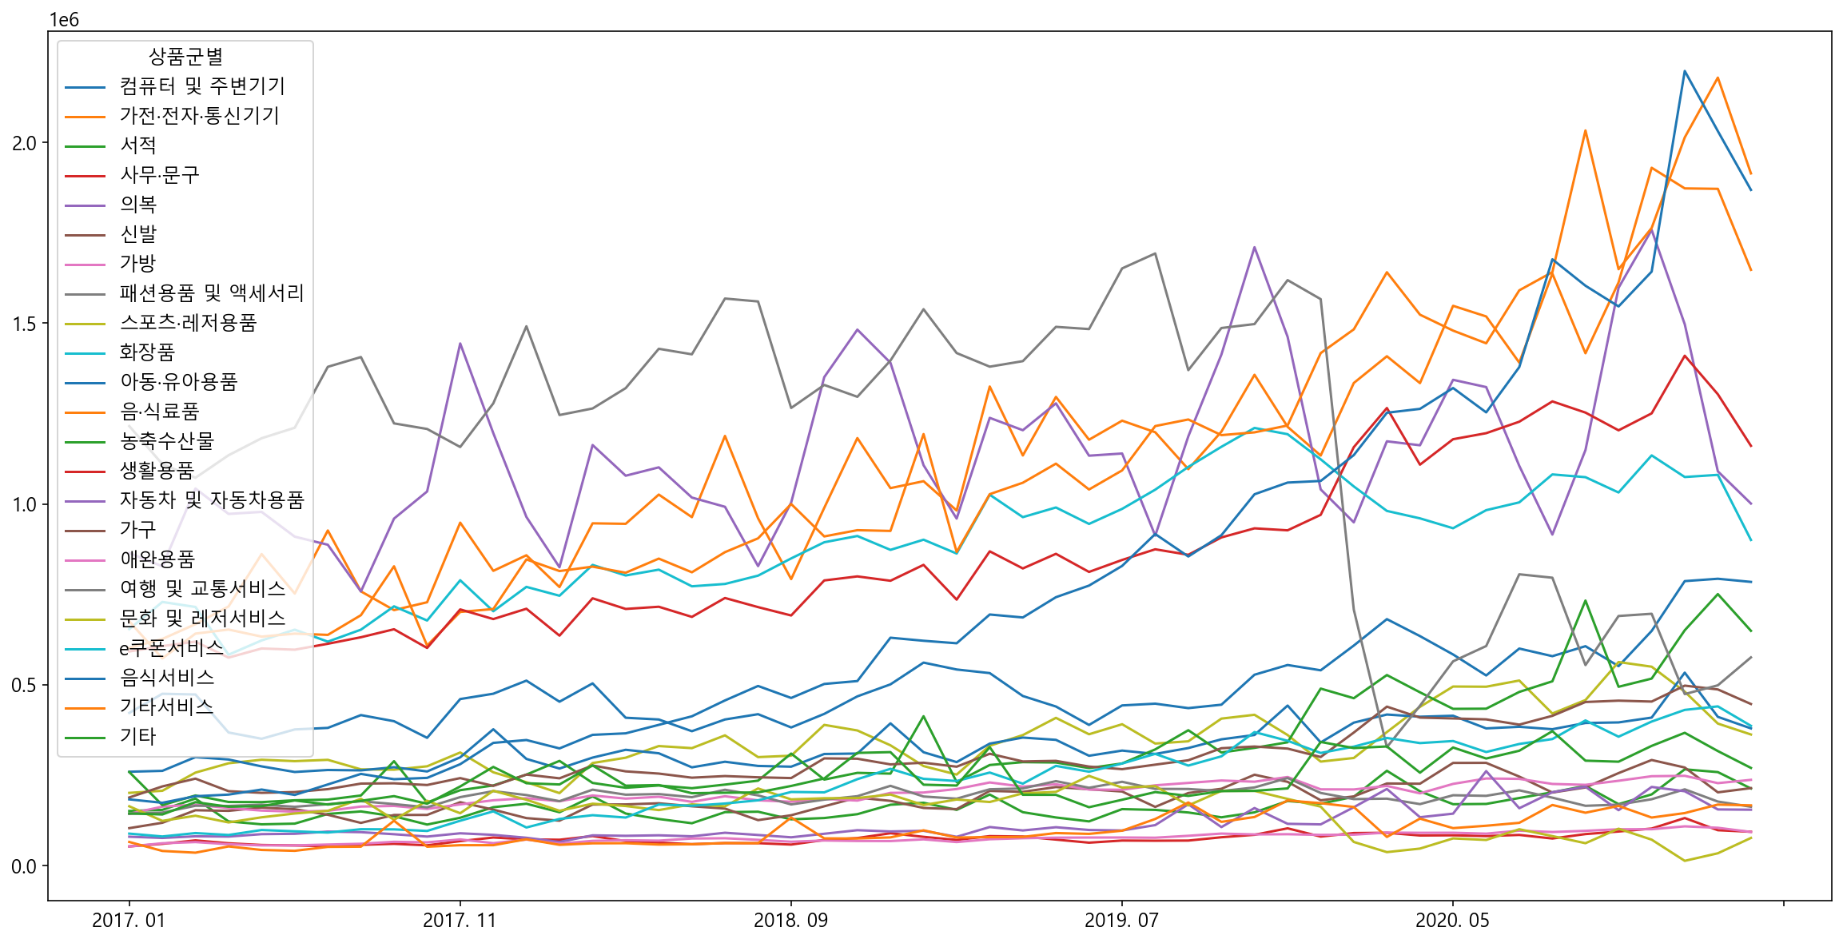 1e6
상품군별
컴퓨터 및 주변기기
가전·전자·통신기기
서적
사무·문구
의복
신발
가방
패션용품 및 액세서리
스포츠·레저용품
화장품
아동·유아용품
음·식료품
농축수산물
생활용품
자동차 및 자동차용품
가구
애완용품
여행 및 교통서비스
문화 및 레저서비스
e쿠폰서비스
음식서비스
기타서비스
기타
2.0
1.5
1.0
0.5
0.0
2017. 01
2017. 11
2018. 09
2019. 07
2020. 05